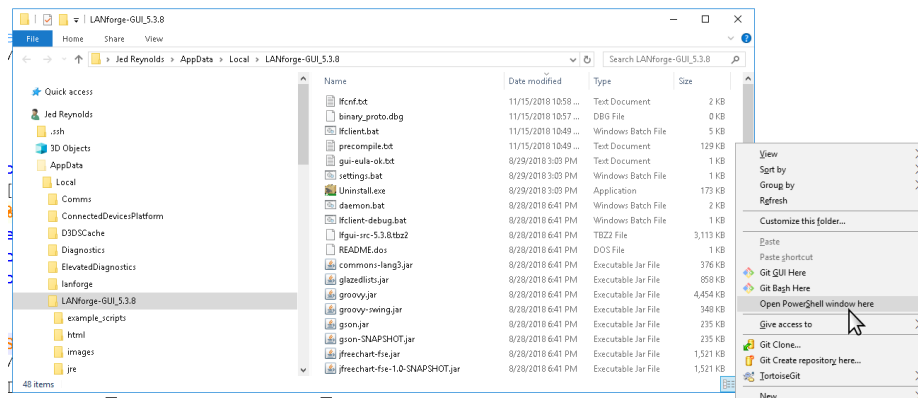 LANforge-GUI_5.3.8
File Home Share View
Jed Reynolds > AppData > Local > LANforge-GUI_5.3.8
Search LANforge-GUI_5.3.8
Quick access
Jed Reynolds
.ssh
3D Objects
AppData
Local
Comms
ConnectedDevicesPlatform
D3DSCache
Diagnostics
ElevatedDiagnostics
lanforge
LANforge-GUI_5.3.8
example_scripts
html
images
jre
Name Date modified Type Size
lfcnf.txt 11/15/2018 10:58 ... Text Document 2 KB
binary_proto.dbg 11/15/2018 10:57 ... DBG File 0 KB
lfclient.bat 11/15/2018 10:49 ... Windows Batch File 5 KB
precompile.txt 11/15/2018 10:49 ... Text Document 129 KB
gui-eula-ok.txt 8/29/2018 3:03 PM Text Document 1 KB
settings.bat 8/29/2018 3:03 PM Windows Batch File 1 KB
Uninstall.exe 8/29/2018 3:03 PM Application 173 KB
daemon.bat 8/28/2018 6:41 PM Windows Batch File 2 KB
lfclient-debug.bat 8/28/2018 6:41 PM Windows Batch File 1 KB
lfgui-src-5.3.8.tbz2 8/28/2018 6:41 PM TBZ2 File 3,113 KB
README.dos 8/28/2018 6:41 PM DOS File 1 KB
commons-lang3.jar 8/28/2018 6:41 PM Executable Jar File 376 KB
glazedlists.jar 8/28/2018 6:41 PM Executable Jar File 858 KB
groovy.jar 8/28/2018 6:41 PM Executable Jar File 4,454 KB
groovy-swing.jar 8/28/2018 6:41 PM Executable Jar File 348 KB
gson.jar 8/28/2018 6:41 PM Executable Jar File 235 KB
gson-SNAPSHOT.jar 8/28/2018 6:41 PM Executable Jar File 235 KB
jfreechart-fse.jar 8/28/2018 6:41 PM Executable Jar File 1,521 KB
jfreechart-fse-1.0-SNAPSHOT.jar 8/28/2018 6:41 PM Executable Jar File 1,521 KB
48 items
View
Sort by
Group by
Refresh
Customize this folder...
Paste
Paste shortcut
Git GUI Here
Git Bash Here
Open PowerShell window here
Give access to
Git Clone...
Git Create repository here...
TortoiseGit
New